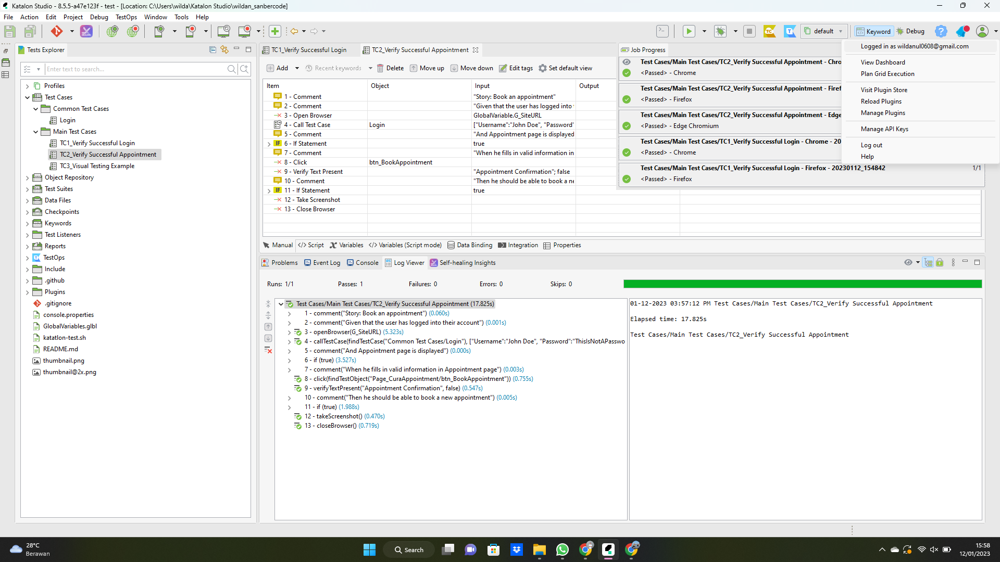 Katalon Studio - 8.5.5-a47e123f - test - [Location: C:\Users\wilda\Katalon Studio\wildan_sanbercode]
File Action Edit Project Debug TestOps Window Tools Help
default Keyword Debug
Tests Explorer
Enter text to search...
Profiles
Test Cases
Common Test Cases
Login
Main Test Cases
TC1_Verify Successful Login
TC2_Verify Successful Appointment
TC3_Visual Testing Example
Object Repository
Test Suites
Data Files
Checkpoints
Keywords
Test Listeners
Reports
TestOps
Include
.github
Plugins
.gitignore
console.properties
GlobalVariables.glbl
katatlon-test.sh
README.md
thumbnail.png
thumbnail@2x.png
TC1_Verify Successful Login TC2_Verify Successful Appointment
Add Recent keywords Delete Move up Move down Edit tags Set default view
Item Object Input Output
1 - Comment "Story: Book an appointment"
2 - Comment "Given that the user has logged into
3 - Open Browser GlobalVariable.G_SiteURL
4 - Call Test Case Login ["Username":"John Doe", "Password"
5 - Comment "And Appointment page is displayed
6 - If Statement true
7 - Comment "When he fills in valid information in
8 - Click btn_BookAppointment
9 - Verify Text Present "Appointment Confirmation"; false
10 - Comment "Then he should be able to book a ne
11 - If Statement true
12 - Take Screenshot
13 - Close Browser
Manual Script Variables Variables (Script mode) Data Binding Integration Properties
Job Progress
Test Cases/Main Test Cases/TC2_Verify Successful Appointment - Chro
<Passed> - Chrome
Test Cases/Main Test Cases/TC2_Verify Successful Appointment - Firef
<Passed> - Firefox
Test Cases/Main Test Cases/TC2_Verify Successful Appointment - Edge
<Passed> - Edge Chromium
Test Cases/Main Test Cases/TC1_Verify Successful Login - Chrome - 20
<Passed> - Chrome
Test Cases/Main Test Cases/TC1_Verify Successful Login - Firefox - 20230112_154842 1/1
<Passed> - Firefox
Logged in as wildanul0608@gmail.com
View Dashboard
Plan Grid Execution
Visit Plugin Store
Reload Plugins
Manage Plugins
Manage API Keys
Log out
Help
Problems Event Log Console Log Viewer Self-healing Insights
Runs: 1/1 Passes: 1 Failures: 0 Errors: 0 Skips: 0
Test Cases/Main Test Cases/TC2_Verify Successful Appointment (17.825s)
1 - comment("Story: Book an appointment") (0.060s)
2 - comment("Given that the user has logged into their account") (0.001s)
3 - openBrowser(G_SiteURL) (5.323s)
4 - callTestCase(findTestCase("Common Test Cases/Login"), ["Username":"John Doe", "Password":"ThisIsNotAPasswo
5 - comment("And Appointment page is displayed") (0.000s)
6 - if (true) (3.527s)
7 - comment("When he fills in valid information in Appointment page") (0.003s)
8 - click(findTestObject("Page_CuraAppointment/btn_BookAppointment")) (0.755s)
9 - verifyTextPresent("Appointment Confirmation", false) (0.547s)
10 - comment("Then he should be able to book a new appointment") (0.005s)
11 - if (true) (1.988s)
12 - takeScreenshot() (0.470s)
13 - closeBrowser() (0.719s)
01-12-2023 03:57:12 PM Test Cases/Main Test Cases/TC2_Verify Successful Appointment
Elapsed time: 17.825s
Test Cases/Main Test Cases/TC2_Verify Successful Appointment
28°C
Berawan
Search
15:58
12/01/2023